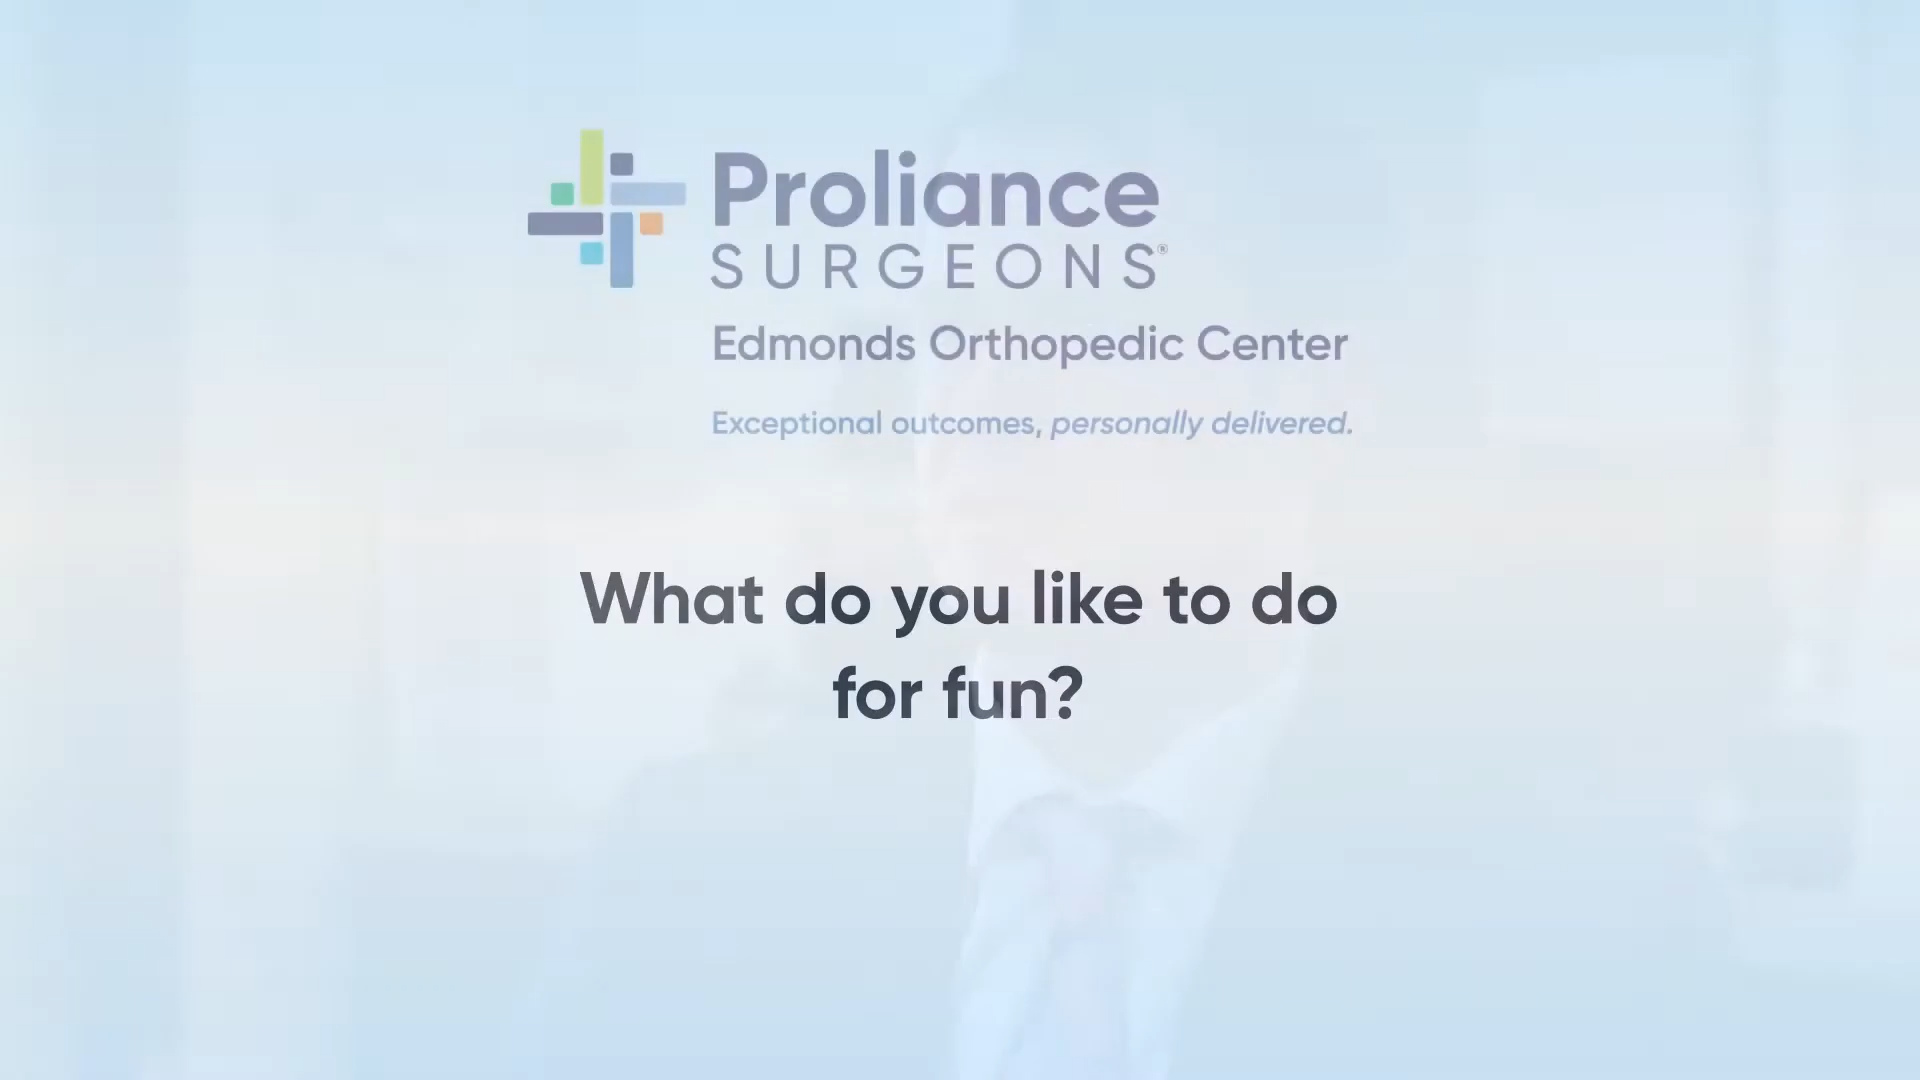 Proliance
SURGEONS®
Edmonds Orthopedic Center
Exceptional outcomes, personally delivered.
What do you like to do
for fun?